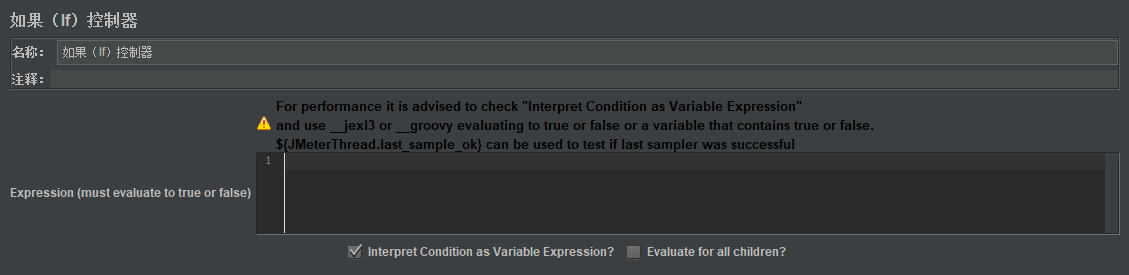 如果（If）控制器
名称： 如果（If）控制器
注释：
For performance it is advised to check "Interpret Condition as Variable Expression"
and use __jexl3 or __groovy evaluating to true or false or a variable that contains true or false.
${JMeterThread.last_sample_ok} can be used to test if last sampler was successful
1
Expression (must evaluate to true or false)
Interpret Condition as Variable Expression? Evaluate for all children?